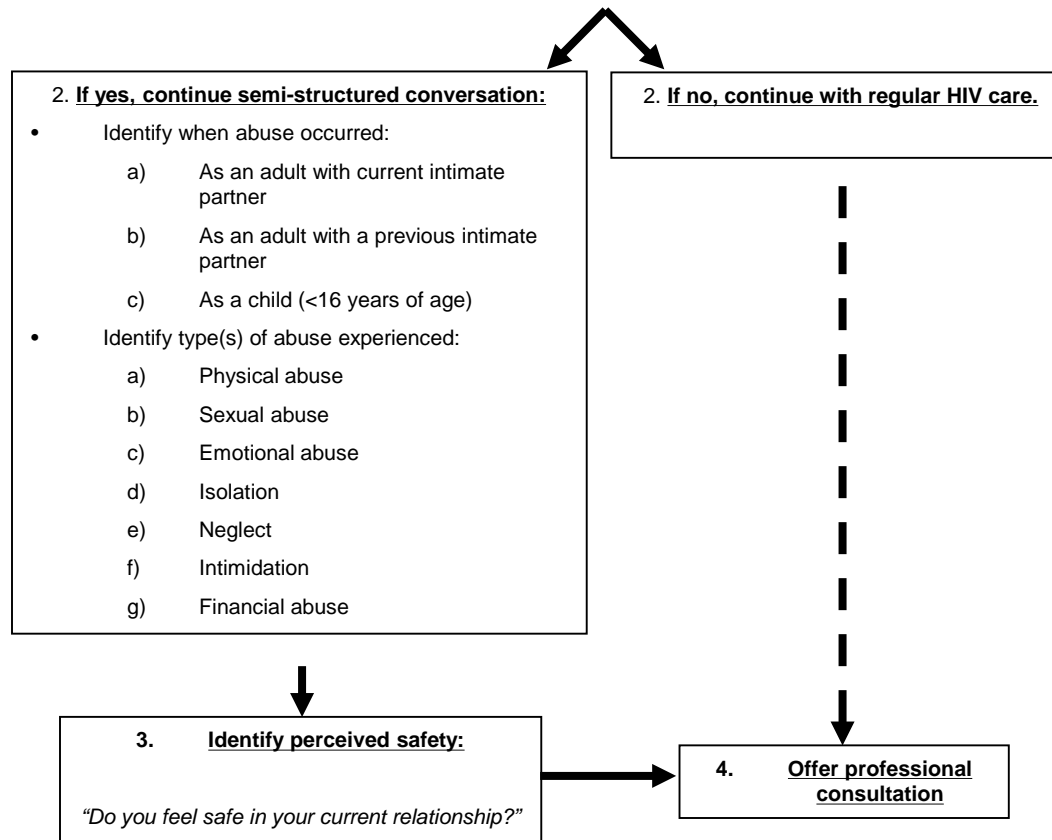 2. If yes, continue semi-structured conversation:
• Identify when abuse occurred:
a) As an adult with current intimate
partner
b) As an adult with a previous intimate
partner
c) As a child (<16 years of age)
• Identify type(s) of abuse experienced:
a) Physical abuse
b) Sexual abuse
c) Emotional abuse
d) Isolation
e) Neglect
f) Intimidation
g) Financial abuse
2. If no, continue with regular HIV care.
3. Identify perceived safety:
“Do you feel safe in your current relationship?”
4. Offer professional
consultation